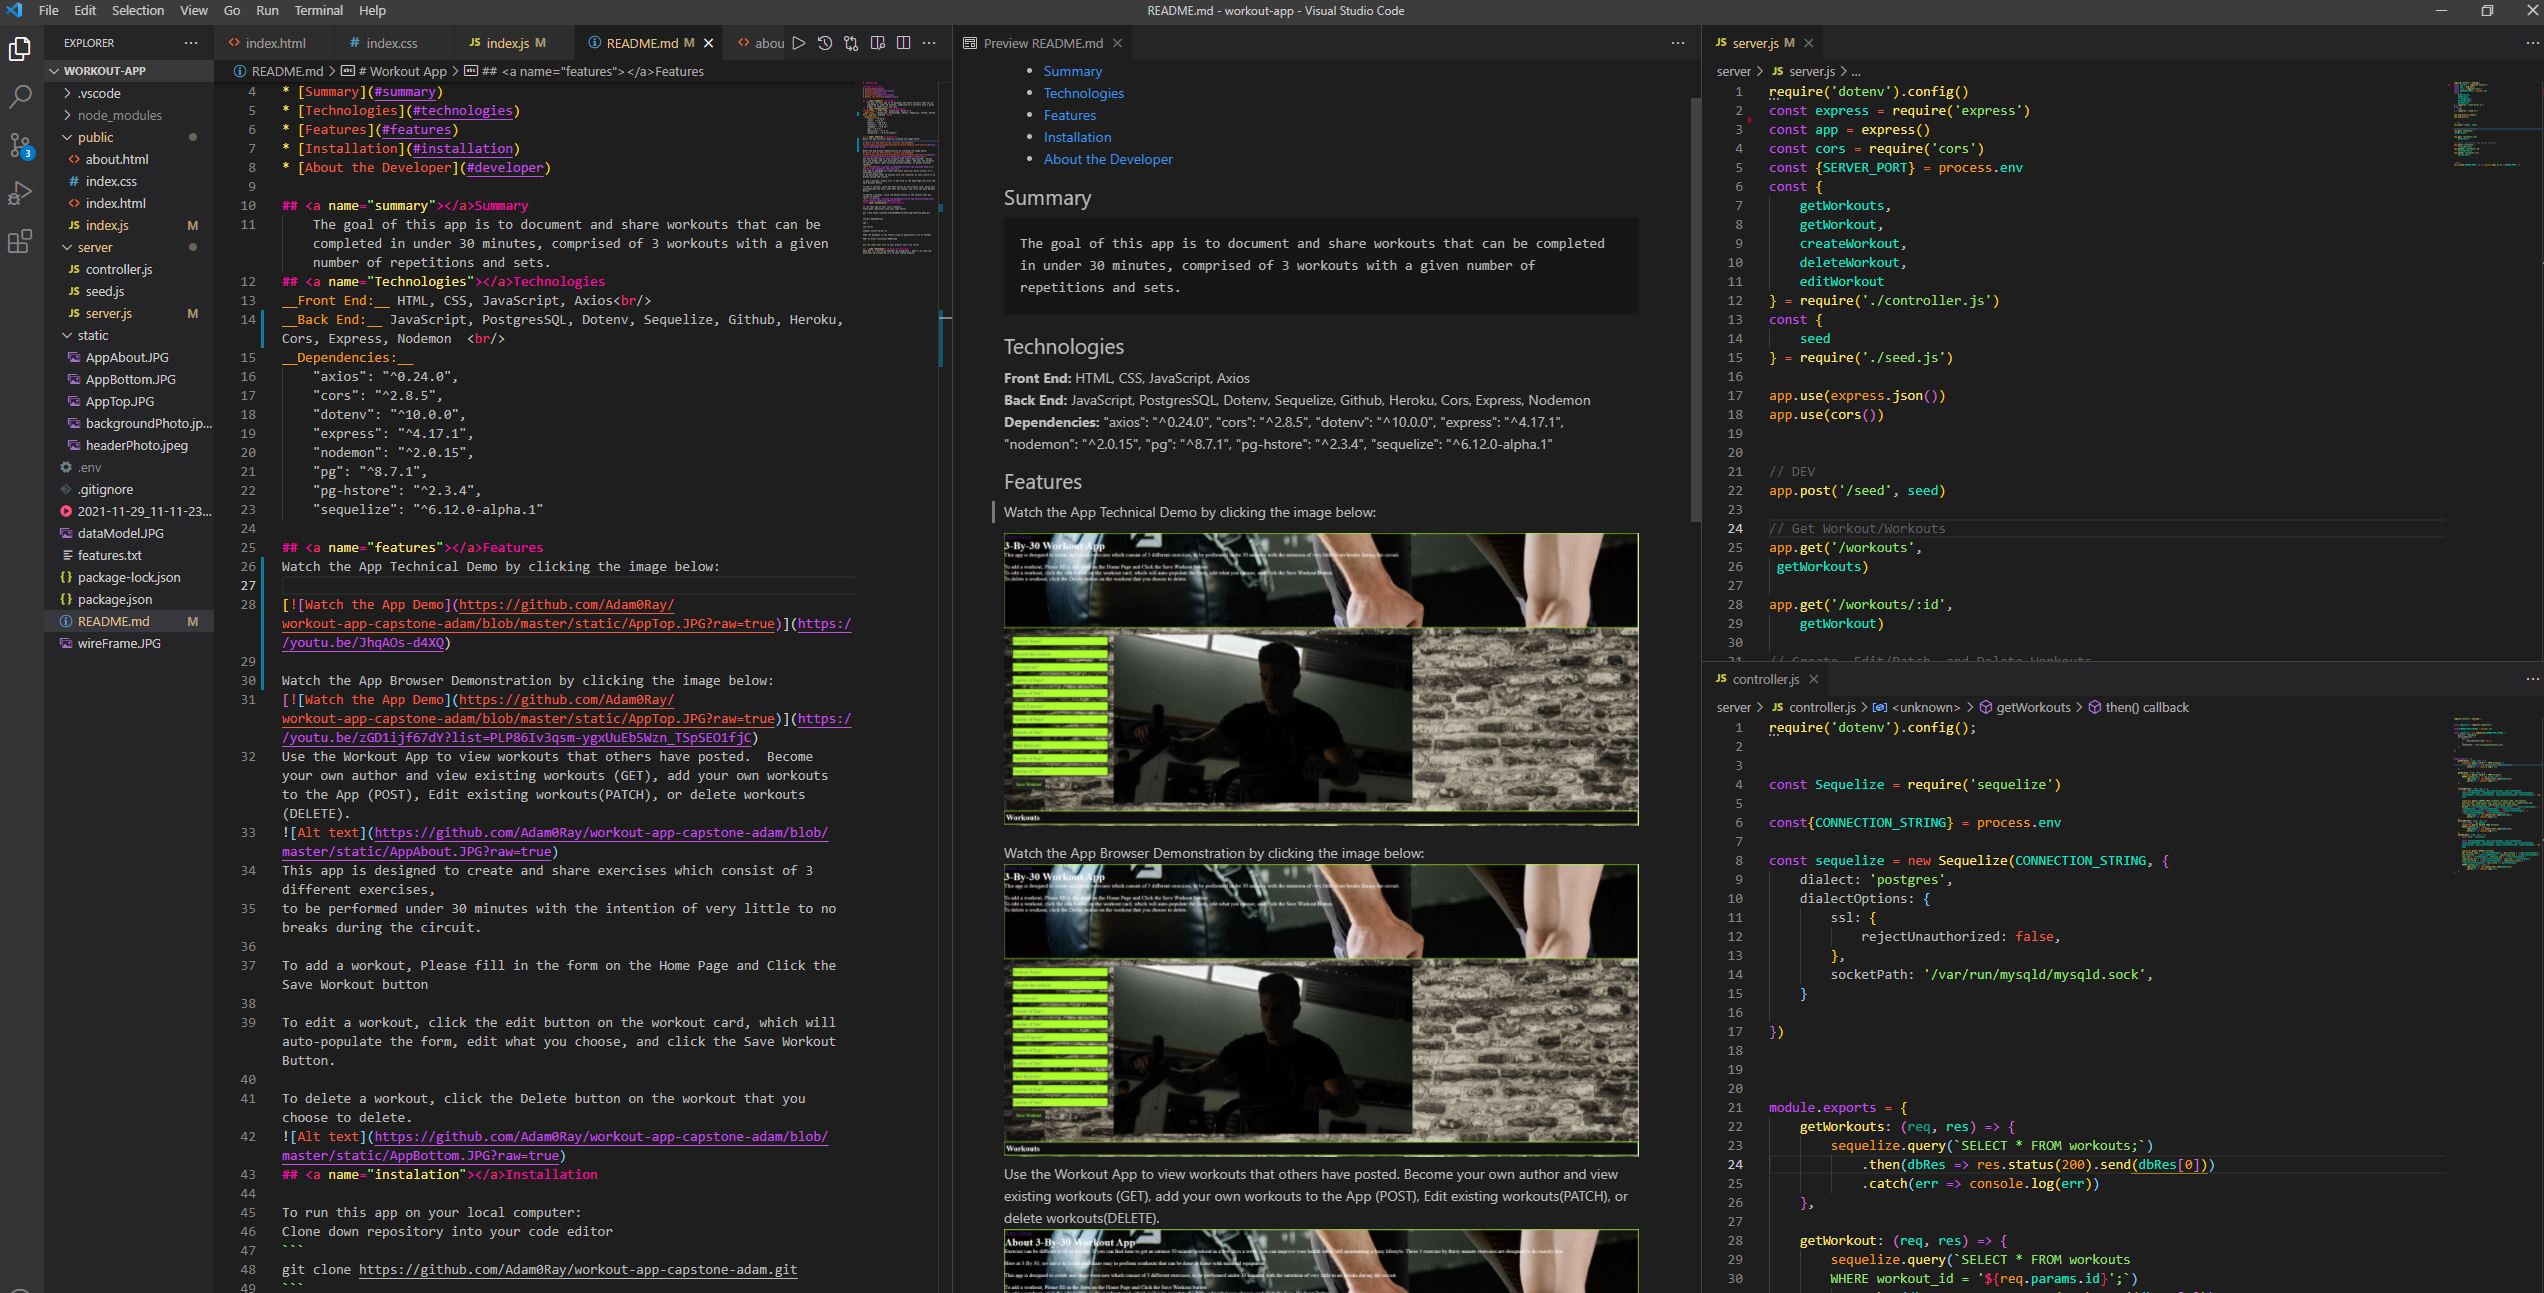 File Edit Selection View Go Run Terminal Help
README.md - workout-app - Visual Studio Code
EXPLORER
WORKOUT-APP
.vscode
node_modules
public
about.html
index.css
index.html
index.js M
server
controller.js
seed.js
server.js M
static
AppAbout.JPG
AppBottom.JPG
AppTop.JPG
backgroundPhoto.jp...
headerPhoto.jpeg
.env
.gitignore
2021-11-29_11-11-23...
dataModel.JPG
features.txt
package-lock.json
package.json
README.md M
wireFrame.JPG
3
index.html index.css index.js M README.md M abou
README.md > # Workout App > ## <a name="features"></a>Features
4 * [Summary](#summary)
5 * [Technologies](#technologies)
6 * [Features](#features)
7 * [Installation](#installation)
8 * [About the Developer](#developer)
9
10 ## <a name="summary"></a>Summary
11 The goal of this app is to document and share workouts that can be
completed in under 30 minutes, comprised of 3 workouts with a given
number of repetitions and sets.
12 ## <a name="Technologies"></a>Technologies
13 __Front End:__ HTML, CSS, JavaScript, Axios<br/>
14 __Back End:__ JavaScript, PostgresSQL, Dotenv, Sequelize, Github, Heroku,
Cors, Express, Nodemon <br/>
15 __Dependencies:__
16 "axios": "^0.24.0",
17 "cors": "^2.8.5",
18 "dotenv": "^10.0.0",
19 "express": "^4.17.1",
20 "nodemon": "^2.0.15",
21 "pg": "^8.7.1",
22 "pg-hstore": "^2.3.4",
23 "sequelize": "^6.12.0-alpha.1"
24
25 ## <a name="features"></a>Features
26 Watch the App Technical Demo by clicking the image below:
27
28 [![Watch the App Demo](https://github.com/Adam0Ray/
workout-app-capstone-adam/blob/master/static/AppTop.JPG?raw=true)](https:/
/youtu.be/JhqAOs-d4XQ)
29
30 Watch the App Browser Demonstration by clicking the image below:
31 [![Watch the App Demo](https://github.com/Adam0Ray/
workout-app-capstone-adam/blob/master/static/AppTop.JPG?raw=true)](https:/
/youtu.be/zGD1ijf67dY?list=PLP86Iv3qsm-ygxUuEb5Wzn_TSpSEO1fjC)
32 Use the Workout App to view workouts that others have posted. Become
your own author and view existing workouts (GET), add your own workouts
to the App (POST), Edit existing workouts(PATCH), or delete workouts
(DELETE).
33 ![Alt text](https://github.com/Adam0Ray/workout-app-capstone-adam/blob/
master/static/AppAbout.JPG?raw=true)
34 This app is designed to create and share exercises which consist of 3
different exercises,
35 to be performed under 30 minutes with the intention of very little to no
breaks during the circuit.
36
37 To add a workout, Please fill in the form on the Home Page and Click the
Save Workout button
38
39 To edit a workout, click the edit button on the workout card, which will
auto-populate the form, edit what you choose, and click the Save Workout
Button.
40
41 To delete a workout, click the Delete button on the workout that you
choose to delete.
42 ![Alt text](https://github.com/Adam0Ray/workout-app-capstone-adam/blob/
master/static/AppBottom.JPG?raw=true)
43 ## <a name="instalation"></a>Installation
44
45 To run this app on your local computer:
46 Clone down repository into your code editor
47 ```
48 git clone https://github.com/Adam0Ray/workout-app-capstone-adam.git
49 ```
Preview README.md
Summary
Technologies
Features
Installation
About the Developer
Summary
The goal of this app is to document and share workouts that can be completed
in under 30 minutes, comprised of 3 workouts with a given number of
repetitions and sets.
Technologies
Front End: HTML, CSS, JavaScript, Axios
Back End: JavaScript, PostgresSQL, Dotenv, Sequelize, Github, Heroku, Cors, Express, Nodemon
Dependencies: "axios": "^0.24.0", "cors": "^2.8.5", "dotenv": "^10.0.0", "express": "^4.17.1",
"nodemon": "^2.0.15", "pg": "^8.7.1", "pg-hstore": "^2.3.4", "sequelize": "^6.12.0-alpha.1"
Features
Watch the App Technical Demo by clicking the image below:
3-By-30 Workout App
Workouts
Watch the App Browser Demonstration by clicking the image below:
3-By-30 Workout App
Workouts
Use the Workout App to view workouts that others have posted. Become your own author and view
existing workouts (GET), add your own workouts to the App (POST), Edit existing workouts(PATCH), or
delete workouts(DELETE).
About 3-By-30 Workout App
server.js M
server > server.js > ...
1 require('dotenv').config()
2 const express = require('express')
3 const app = express()
4 const cors = require('cors')
5 const {SERVER_PORT} = process.env
6 const {
7 getWorkouts,
8 getWorkout,
9 createWorkout,
10 deleteWorkout,
11 editWorkout
12 } = require('./controller.js')
13 const {
14 seed
15 } = require('./seed.js')
16
17 app.use(express.json())
18 app.use(cors())
19
20
21 // DEV
22 app.post('/seed', seed)
23
24 // Get Workout/Workouts
25 app.get('/workouts',
26 getWorkouts)
27
28 app.get('/workouts/:id',
29 getWorkout)
30
31 // Create, Edit/Patch, and Delete Workouts
controller.js
server > controller.js > <unknown> > getWorkouts > then() callback
1 require('dotenv').config();
2
3
4 const Sequelize = require('sequelize')
5
6 const{CONNECTION_STRING} = process.env
7
8 const sequelize = new Sequelize(CONNECTION_STRING, {
9 dialect: 'postgres',
10 dialectOptions: {
11 ssl: {
12 rejectUnauthorized: false,
13 },
14 socketPath: '/var/run/mysqld/mysqld.sock',
15 }
16
17 })
18
19
20
21 module.exports = {
22 getWorkouts: (req, res) => {
23 sequelize.query(`SELECT * FROM workouts;`)
24 .then(dbRes => res.status(200).send(dbRes[0]))
25 .catch(err => console.log(err))
26 },
27
28 getWorkout: (req, res) => {
29 sequelize.query(`SELECT * FROM workouts
30 WHERE workout_id = '${req.params.id}';`)